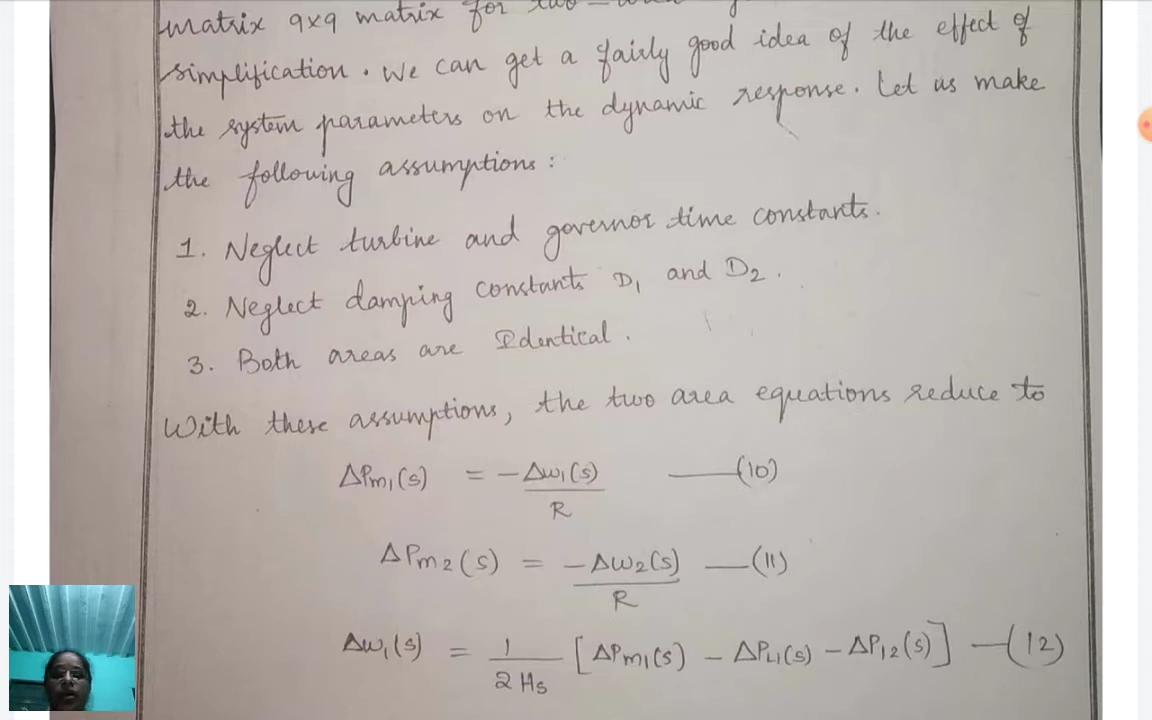 matrix 9x9 matrix for two
simplification. We can get a fairly good idea of the effect of
the system parameters on the dynamic response. Let us make
the following assumptions:
1. Neglect turbine and governor time constants.
2. Neglect damping constants D₁ and D₂.
3. Both areas are Identical.
With these assumptions, the two area equations reduce to
ΔPm₁(s) = -Δω₁(s)/R —(10)
ΔPm₂(s) = -Δω₂(s)/R —(11)
Δω₁(s) = 1/2Hs [ΔPm₁(s) - ΔPL₁(s) - ΔP₁₂(s)] —(12)